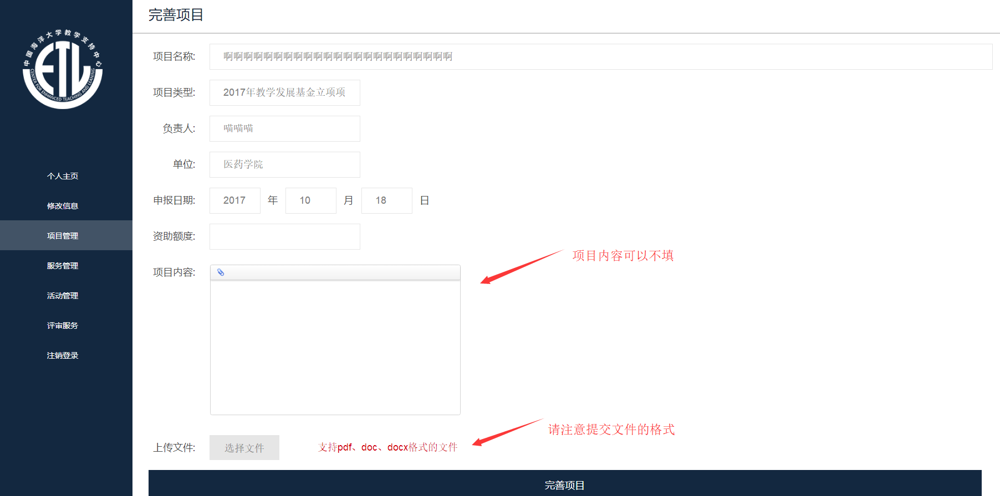 完善项目
中国海洋大学教学支持中心
ETL
CENTER FOR ENHANCED TEACHING AND LEANING
个人主页
修改信息
项目管理
服务管理
活动管理
评审服务
注销登录
项目名称: 啊啊啊啊啊啊啊啊啊啊啊啊啊啊啊啊啊啊啊啊啊啊啊
项目类型: 2017年教学发展基金立项项
负责人: 喵喵喵
单位: 医药学院
申报日期: 2017 年 10 月 18 日
资助额度:
项目内容可以不填
项目内容:
请注意提交文件的格式
上传文件: 选择文件 支持pdf、doc、docx格式的文件
完善项目